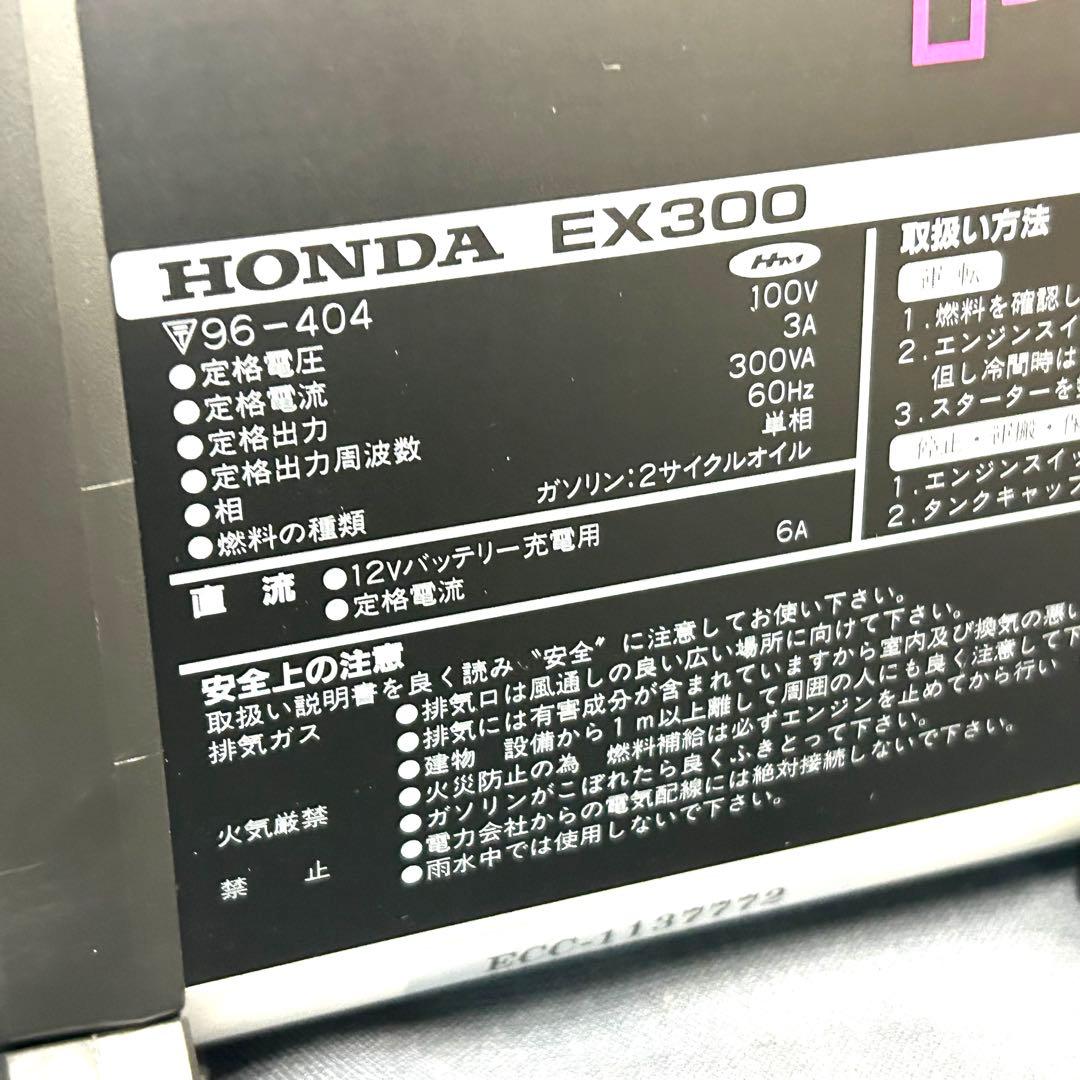 HONDA EX300
〒96-404
●定格電圧 100V
●定格電流 3A
●定格出力 300VA
●定格出力周波数 60Hz
●相 単相
●燃料の種類 ガソリン:2サイクルオイル
直流 ●12Vバッテリー充電用
●定格電流 6A
取扱い方法
運転
1.燃料を確認し
2.エンジンスイ
但し冷間時は
3.スターターを
停止・運搬・保
1.エンジンスイッ
2.タンクキャップ
安全上の注意
取扱い説明書を良く読み〝安全〟に注意してお使い下さい。
排気ガス ●排気口は風通しの良い広い場所に向けて下さい。
●排気には有害成分が含まれていますから室内及び換気の悪い
●建物 設備から1m以上離して周囲の人にも良く注意して下
火気厳禁 ●火災防止の為 燃料補給は必ずエンジンを止めてから行い
●ガソリンがこぼれたら良くふきとって下さい。
禁止 ●電力会社からの電気配線には絶対接続しないで下さい。
●雨水中では使用しないで下さい。
ECC-1137772